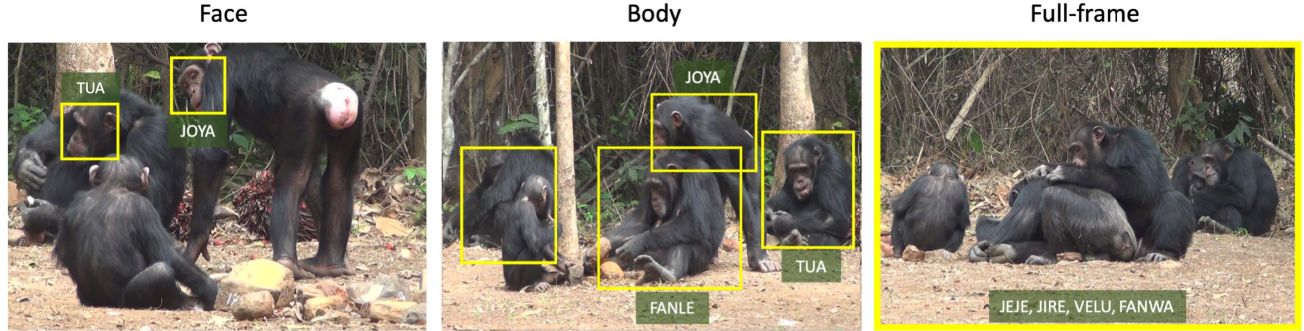 Face
Body
Full-frame
TUA
JOYA
JOYA
TUA
FANLE
JEJE, JIRE, VELU, FANWA